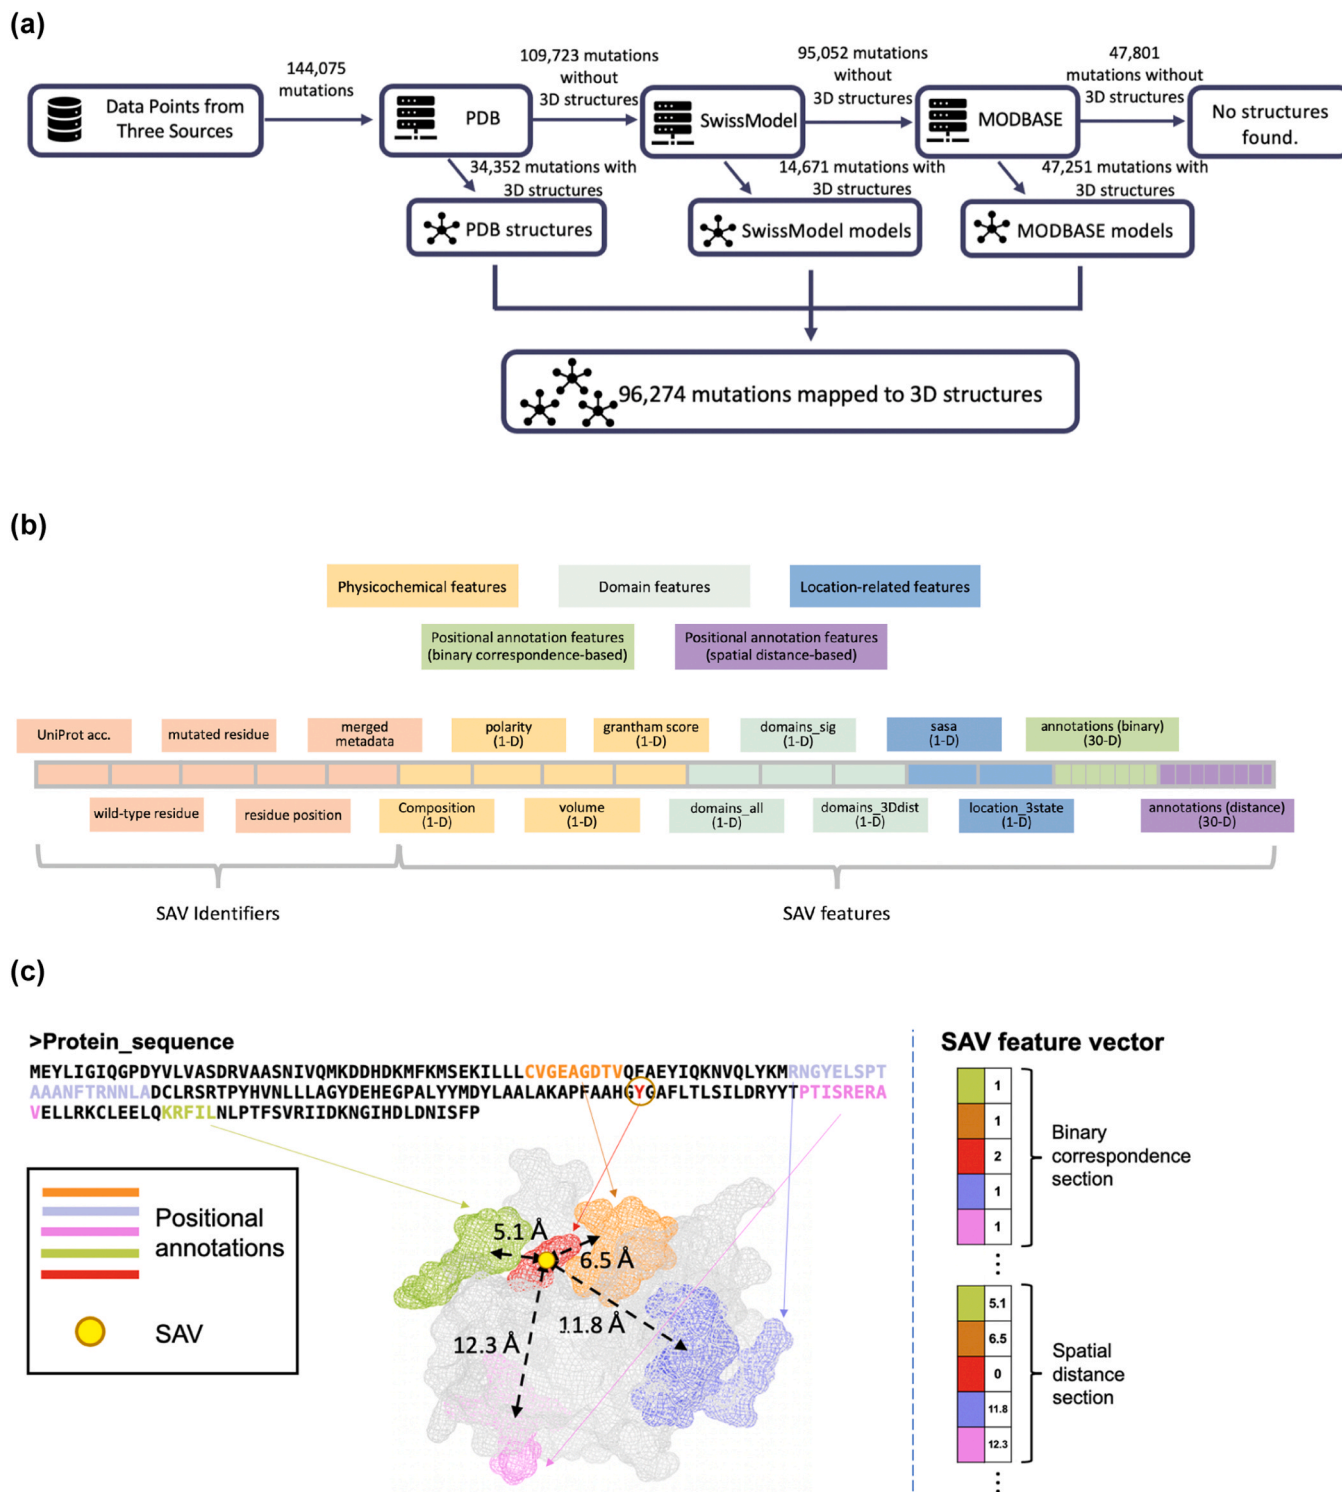 (a)
144,075
mutations
109,723 mutations
without
3D structures
95,052 mutations
without
3D structures
47,801
mutations without
3D structures
Data Points from
Three Sources
PDB
SwissModel
MODBASE
No structures
found.
34,352 mutations with
3D structures
14,671 mutations with
3D structures
47,251 mutations with
3D structures
PDB structures
SwissModel models
MODBASE models
96,274 mutations mapped to 3D structures
(b)
Physicochemical features
Domain features
Location-related features
Positional annotation features
(binary correspondence-based)
Positional annotation features
(spatial distance-based)
UniProt acc.
mutated residue
merged
metadata
polarity
(1-D)
grantham score
(1-D)
domains_sig
(1-D)
sasa
(1-D)
annotations (binary)
(30-D)
wild-type residue
residue position
Composition
(1-D)
volume
(1-D)
domains_all
(1-D)
domains_3Ddist
(1-D)
location_3state
(1-D)
annotations (distance)
(30-D)
SAV Identifiers
SAV features
(c)
>Protein_sequence
MEYLIGIQGPDYVLVASDRVAASNIVQMKDDHDKMFKMSEKILLLCVGEAGDTVQFAEYIQKNVQLYKMRNGYELSPT
AAANFTRNNLADCLRSRTPYHVNLLLAGYDEHEGPALYYMDYLAALAKAPFAAHGYGAFLTLSILDRYYTPTISRERA
VELLRKCLEELQKRFILNLPTFSVRIIDKNGIHDLDNISFP
Positional
annotations
SAV
5.1 Å
6.5 Å
11.8 Å
12.3 Å
SAV feature vector
1
1
2
1
1
Binary
correspondence
section
5.1
6.5
0
11.8
12.3
Spatial
distance
section